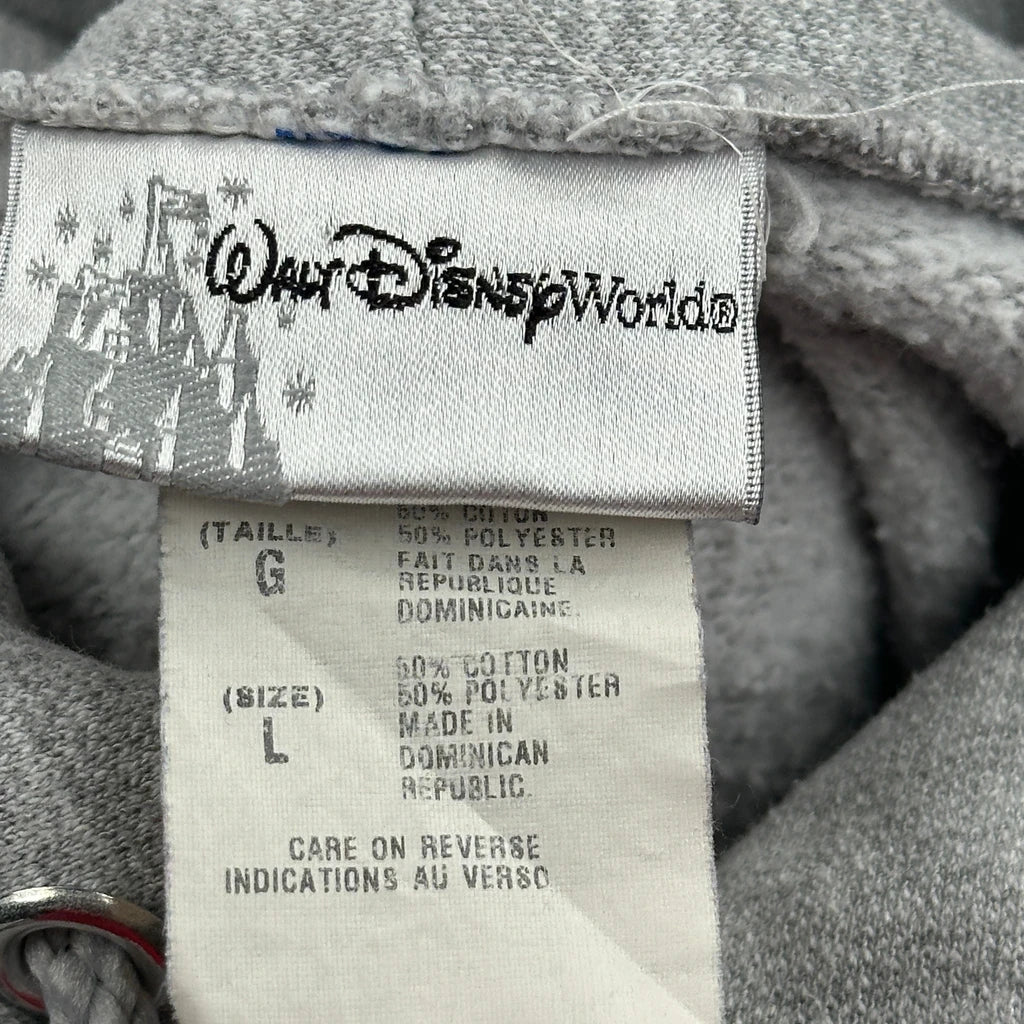 WALT DISNEY World®
50% COTTON
(TAILLE) 50% POLYESTER
G FAIT DANS LA
REPUBLIQUE
DOMINICAINE.
50% COTTON
(SIZE) 50% POLYESTER
L MADE IN
DOMINICAN
REPUBLIC.
CARE ON REVERSE
INDICATIONS AU VERSO